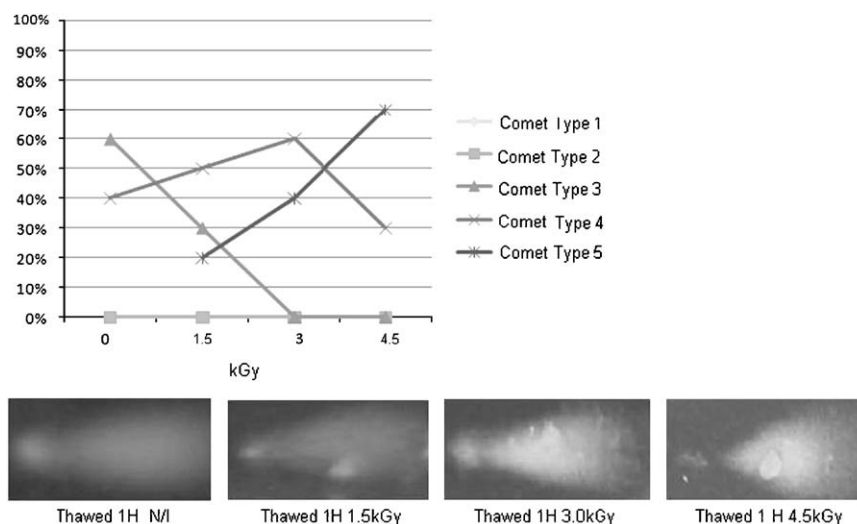 100%
90%
80%
70%
60%
50%
40%
30%
20%
10%
0%
0 1.5 3 4.5
kGy
Comet Type 1
Comet Type 2
Comet Type 3
Comet Type 4
Comet Type 5
Thawed 1H N/I
Thawed 1H 1.5kGy
Thawed 1H 3.0kGy
Thawed 1 H 4.5kGy